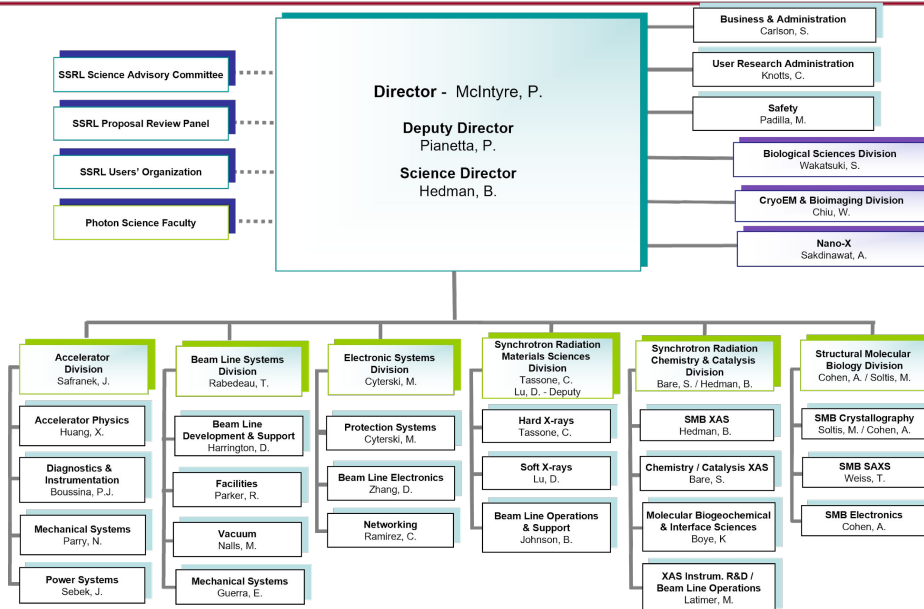 Director - McIntyre, P.
Deputy Director
Pianetta, P.
Science Director
Hedman, B.
SSRL Science Advisory Committee
SSRL Proposal Review Panel
SSRL Users' Organization
Photon Science Faculty
Business & Administration
Carlson, S.
User Research Administration
Knotts, C.
Safety
Padilla, M.
Biological Sciences Division
Wakatsuki, S.
CryoEM & Bioimaging Division
Chiu, W.
Nano-X
Sakdinawat, A.
Accelerator
Division
Safranek, J.
Accelerator Physics
Huang, X.
Diagnostics &
Instrumentation
Boussina, P.J.
Mechanical Systems
Parry, N.
Power Systems
Sebek, J.
Beam Line Systems
Division
Rabedeau, T.
Beam Line
Development & Support
Harrington, D.
Facilities
Parker, R.
Vacuum
Nalls, M.
Mechanical Systems
Guerra, E.
Electronic Systems
Division
Cyterski, M.
Protection Systems
Cyterski, M.
Beam Line Electronics
Zhang, D.
Networking
Ramirez, C.
Synchrotron Radiation
Materials Sciences
Division
Tassone, C.
Lu, D. - Deputy
Hard X-rays
Tassone, C.
Soft X-rays
Lu, D.
Beam Line Operations
& Support
Johnson, B.
Synchrotron Radiation
Chemistry & Catalysis
Division
Bare, S. / Hedman, B.
SMB XAS
Hedman, B.
Chemistry / Catalysis XAS
Bare, S.
Molecular Biogeochemical
& Interface Sciences
Boye, K
XAS Instrum. R&D /
Beam Line Operations
Latimer, M.
Structural Molecular
Biology Division
Cohen, A. / Soltis, M.
SMB Crystallography
Soltis, M. / Cohen, A.
SMB SAXS
Weiss, T.
SMB Electronics
Cohen, A.